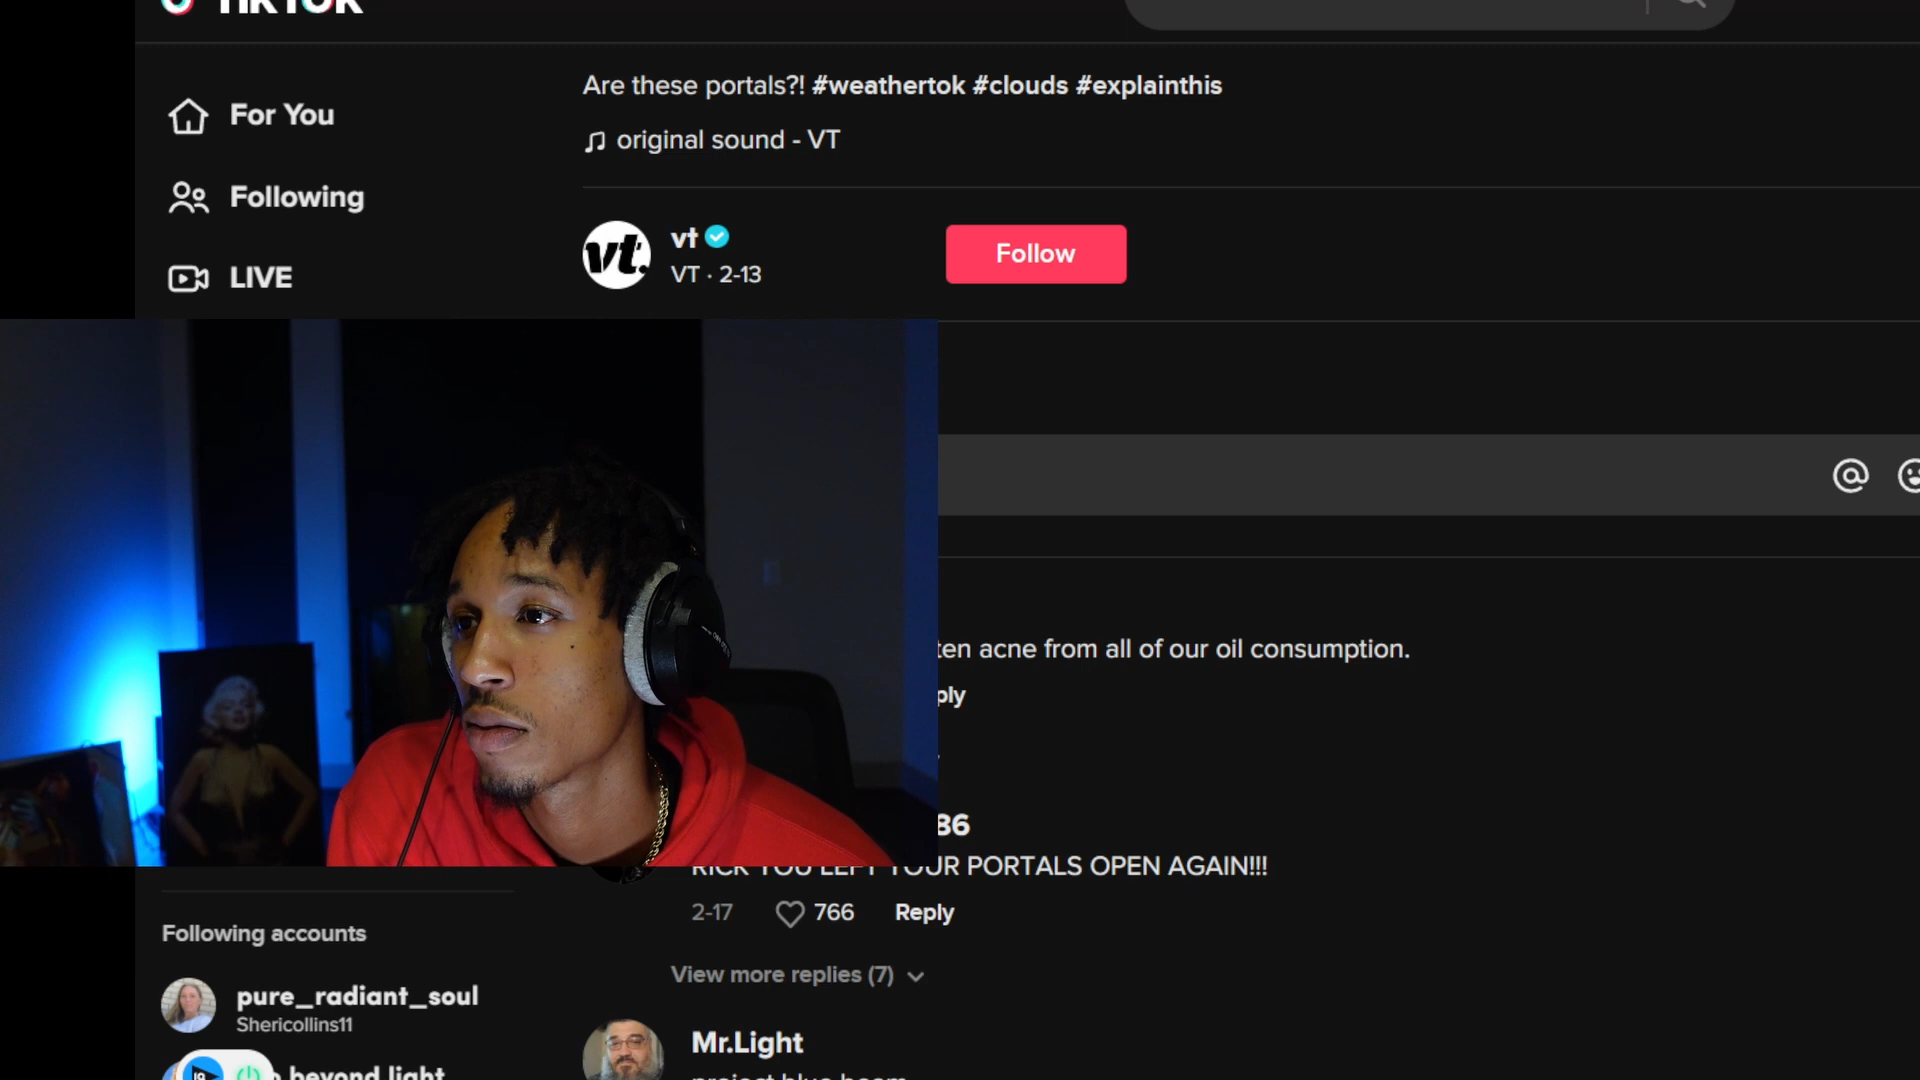 TikTok
Are these portals?! #weathertok #clouds #explainthis
For You
original sound - VT
Following
vt
vt.
VT · 2-13
Follow
LIVE
ten acne from all of our oil consumption.
ply
86
RICK YOU LEFT YOUR PORTALS OPEN AGAIN!!!
2-17
766
Reply
Following accounts
View more replies (7)
pure_radiant_soul
Shericollins11
Mr.Light
beyond light
project blue beam